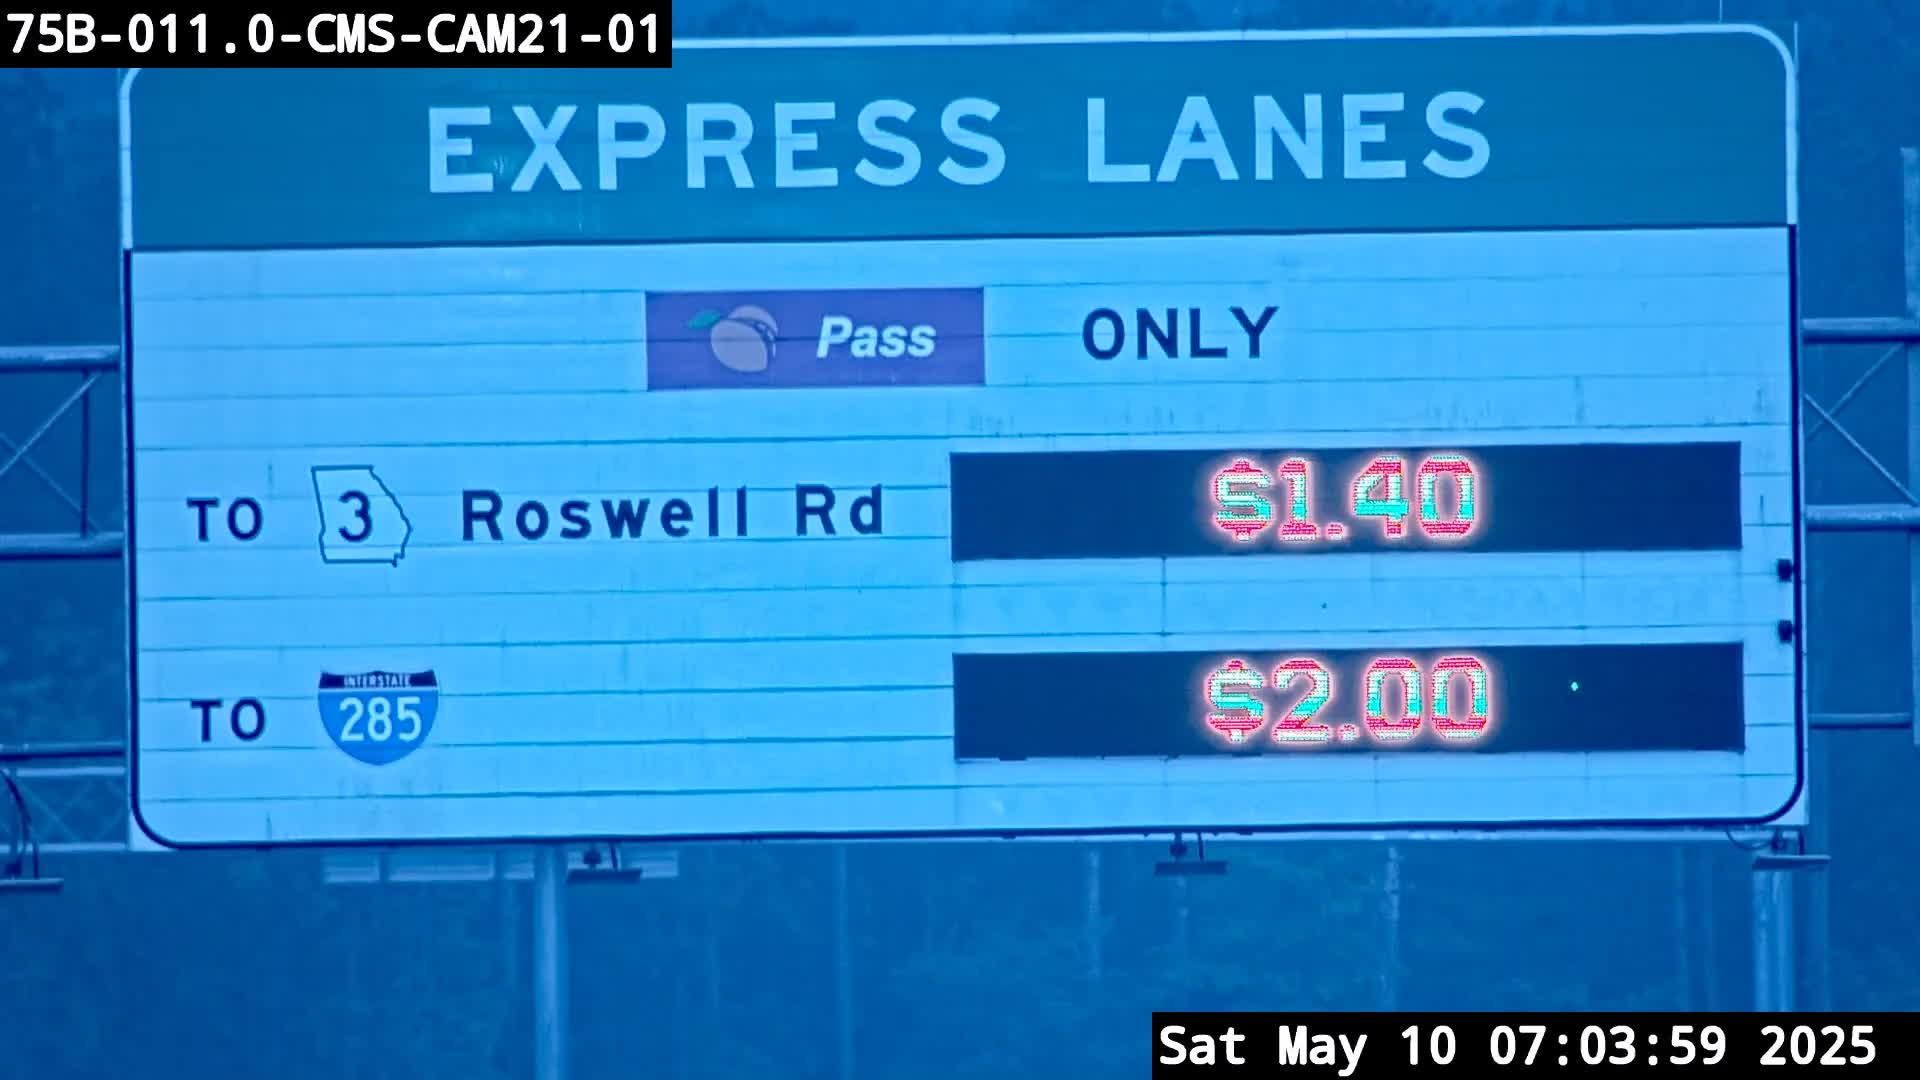 75B-011.0-CMS-CAM21-01
EXPRESS LANES
Pass ONLY
TO 3 Roswell Rd $1.40
INTERSTATE
TO 285 $2.00
Sat May 10 07:03:59 2025